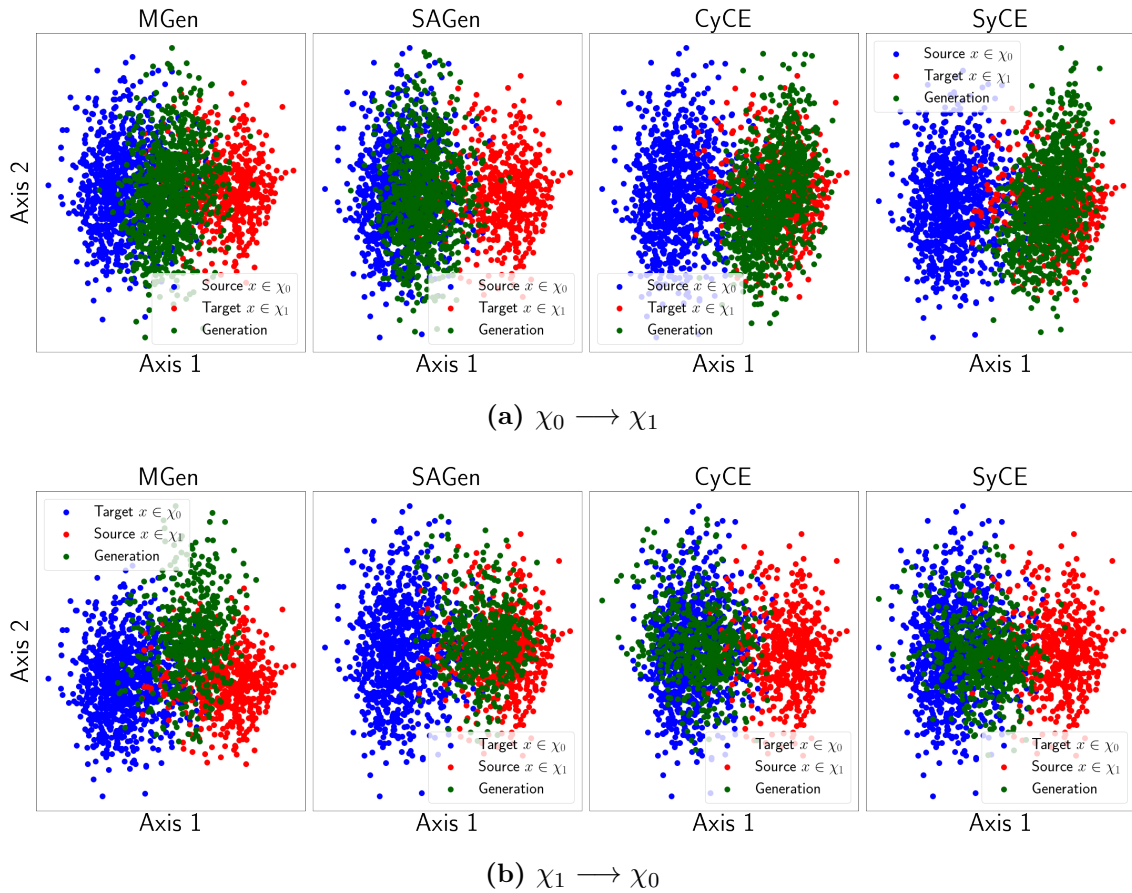 MGen
SAGen
CyCE
SyCE
Axis 2
Source x ∈ χ₀
Target x ∈ χ₁
Generation
Source x ∈ χ₀
Target x ∈ χ₁
Generation
Source x ∈ χ₀
Target x ∈ χ₁
Generation
Source x ∈ χ₀
Target x ∈ χ₁
Generation
Axis 1
Axis 1
Axis 1
Axis 1
(a) χ₀ ⟶ χ₁
MGen
SAGen
CyCE
SyCE
Axis 2
Target x ∈ χ₀
Source x ∈ χ₁
Generation
Target x ∈ χ₀
Source x ∈ χ₁
Generation
Target x ∈ χ₀
Source x ∈ χ₁
Generation
Target x ∈ χ₀
Source x ∈ χ₁
Generation
Axis 1
Axis 1
Axis 1
Axis 1
(b) χ₁ ⟶ χ₀